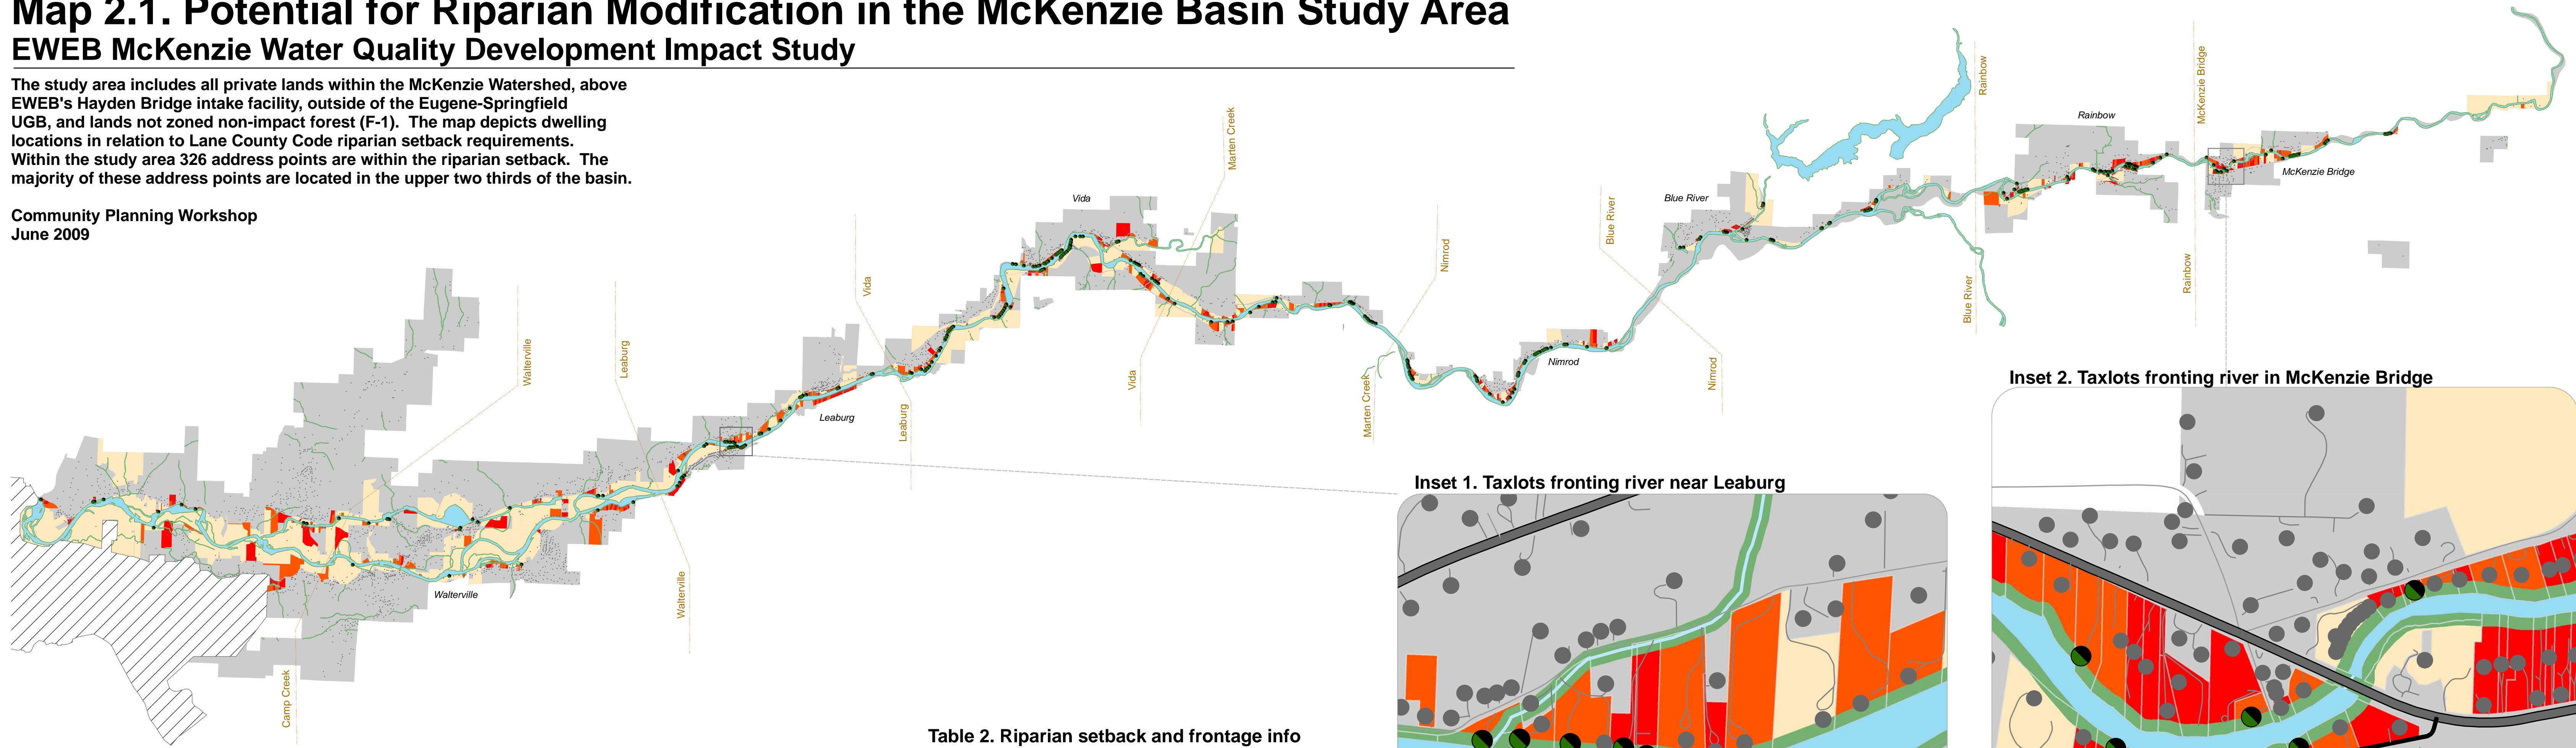 Map 2.1. Potential for Riparian Modification in the McKenzie Basin Study Area
EWEB McKenzie Water Quality Development Impact Study
The study area includes all private lands within the McKenzie Watershed, above
EWEB's Hayden Bridge intake facility, outside of the Eugene-Springfield
UGB, and lands not zoned non-impact forest (F-1). The map depicts dwelling
locations in relation to Lane County Code riparian setback requirements.
Within the study area 326 address points are within the riparian setback. The
majority of these address points are located in the upper two thirds of the basin.
Community Planning Workshop
June 2009
Rainbow
McKenzie Bridge
Rainbow
Marten Creek
McKenzie Bridge
Vida
Blue River
Blue River
Nimrod
Vida
Rainbow
Blue River
Walterville
Leaburg
Nimrod
Vida
Nimrod
Marten Creek
Leaburg
Leaburg
Inset 2. Taxlots fronting river in McKenzie Bridge
Inset 1. Taxlots fronting river near Leaburg
Walterville
Walterville
Camp Creek
Table 2. Riparian setback and frontage info